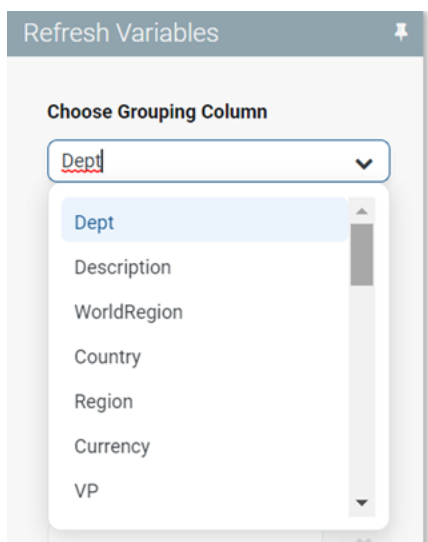 Refresh Variables
Choose Grouping Column
Dept
Dept
Description
WorldRegion
Country
Region
Currency
VP